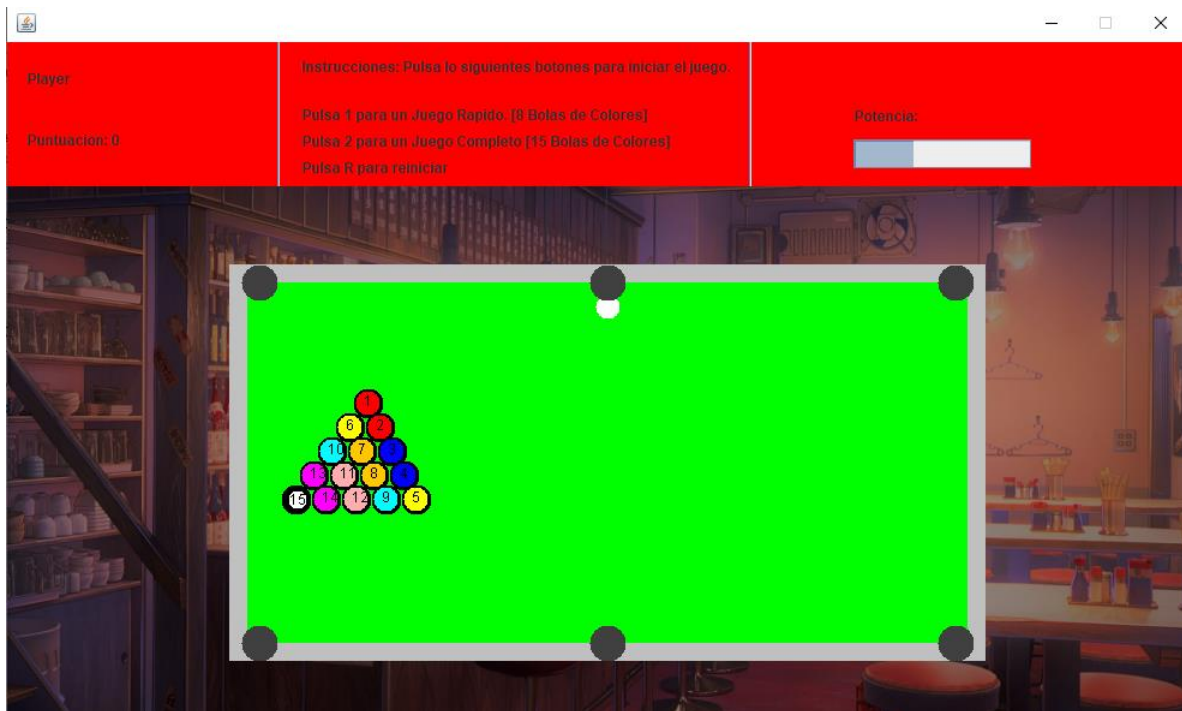 Player
Puntuacion: 0
Instrucciones: Pulsa lo siguientes botones para iniciar el juego.
Pulsa 1 para un Juego Rapido. [8 Bolas de Colores]
Pulsa 2 para un Juego Completo [15 Bolas de Colores]
Pulsa R para reiniciar
Potencia:
1
6 2
10 7 3
13 11 8 4
15 14 12 9 5